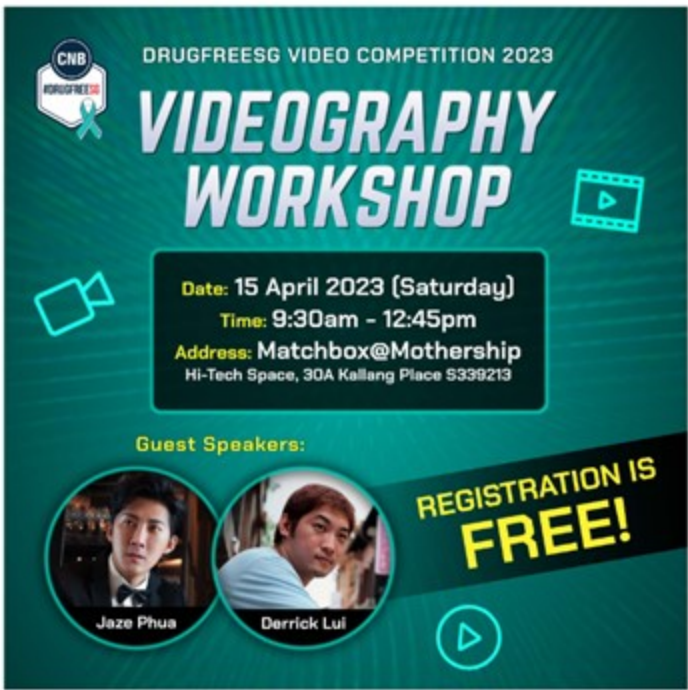 CNB
#DRUGFREESG
DRUGFREESG VIDEO COMPETITION 2023
VIDEOGRAPHY
WORKSHOP
Date: 15 April 2023 (Saturday)
Time: 9:30am - 12:45pm
Address: Matchbox@Mothership
Hi-Tech Space, 30A Kallang Place S339213
Guest Speakers:
REGISTRATION IS
FREE!
Jaze Phua
Derrick Lui